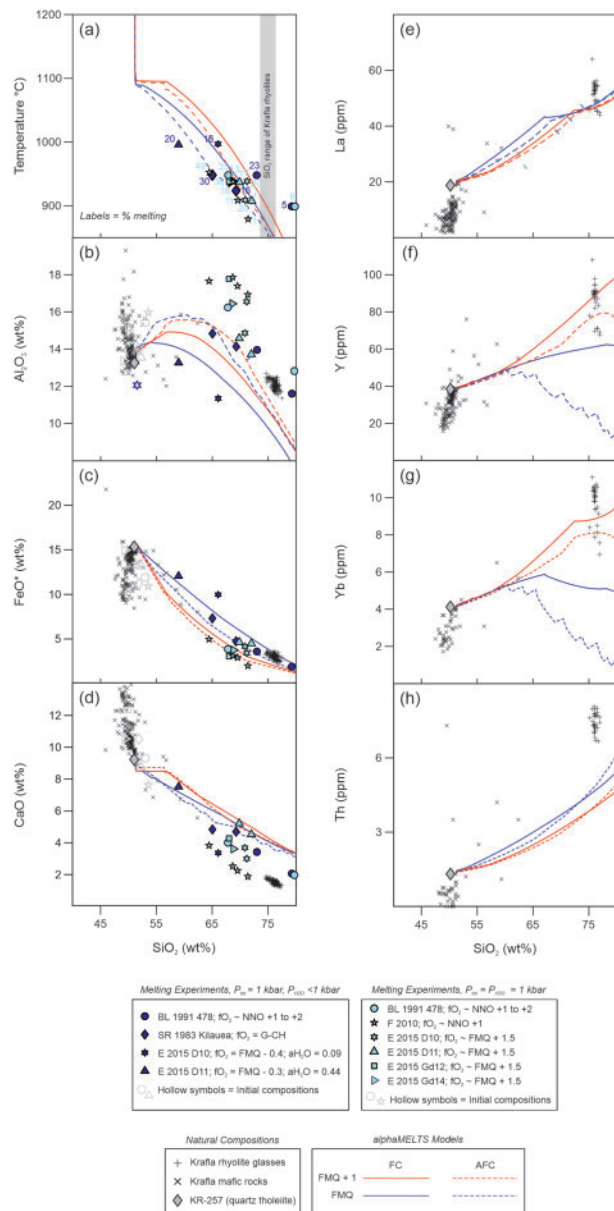 (a)
1200
1100
1000
900
Temperature °C
20
16
23
30
5
Labels = % melting
SiO₂ range of Krafla rhyolites
(b)
18
16
14
12
10
Al₂O₃ (wt%)
(c)
20
15
10
5
FeO* (wt%)
(d)
12
10
8
6
4
2
CaO (wt%)
45
55
65
75
SiO₂ (wt%)
(e)
60
40
20
La (ppm)
(f)
100
80
60
40
20
Y (ppm)
(g)
10
8
6
4
2
Yb (ppm)
(h)
6
3
Th (ppm)
45
55
65
75
SiO₂ (wt%)
Melting Experiments, Ptot = 1 kbar, PH2O <1 kbar
BL 1991 478; fO₂ ~ NNO +1 to +2
SR 1983 Kilauea; fO₂ = G-CH
E 2015 D10; fO₂ = FMQ - 0.4; aH₂O = 0.09
E 2015 D11; fO₂ = FMQ - 0.3; aH₂O = 0.44
Hollow symbols = Initial compositions
Melting Experiments, Ptot = PH2O = 1 kbar
BL 1991 478; fO₂ ~ NNO +1 to +2
F 2010; fO₂ ~ NNO +1
E 2015 D10; fO₂ ~ FMQ + 1.5
E 2015 D11; fO₂ ~ FMQ + 1.5
E 2015 Gd12; fO₂ ~ FMQ + 1.5
E 2015 Gd14; fO₂ ~ FMQ + 1.5
Hollow symbols = Initial compositions
Natural Compositions
Krafla rhyolite glasses
Krafla mafic rocks
KR-257 (quartz tholeiite)
alphaMELTS Models
FC AFC
FMQ + 1
FMQ